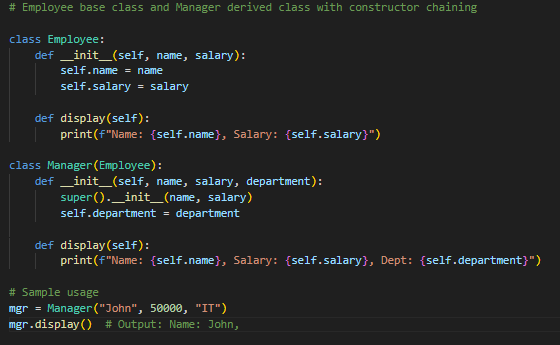 # Employee base class and Manager derived class with constructor chaining

class Employee:
    def __init__(self, name, salary):
        self.name = name
        self.salary = salary

    def display(self):
        print(f"Name: {self.name}, Salary: {self.salary}")

class Manager(Employee):
    def __init__(self, name, salary, department):
        super().__init__(name, salary)
        self.department = department

    def display(self):
        print(f"Name: {self.name}, Salary: {self.salary}, Dept: {self.department}")

# Sample usage
mgr = Manager("John", 50000, "IT")
mgr.display()  # Output: Name: John,